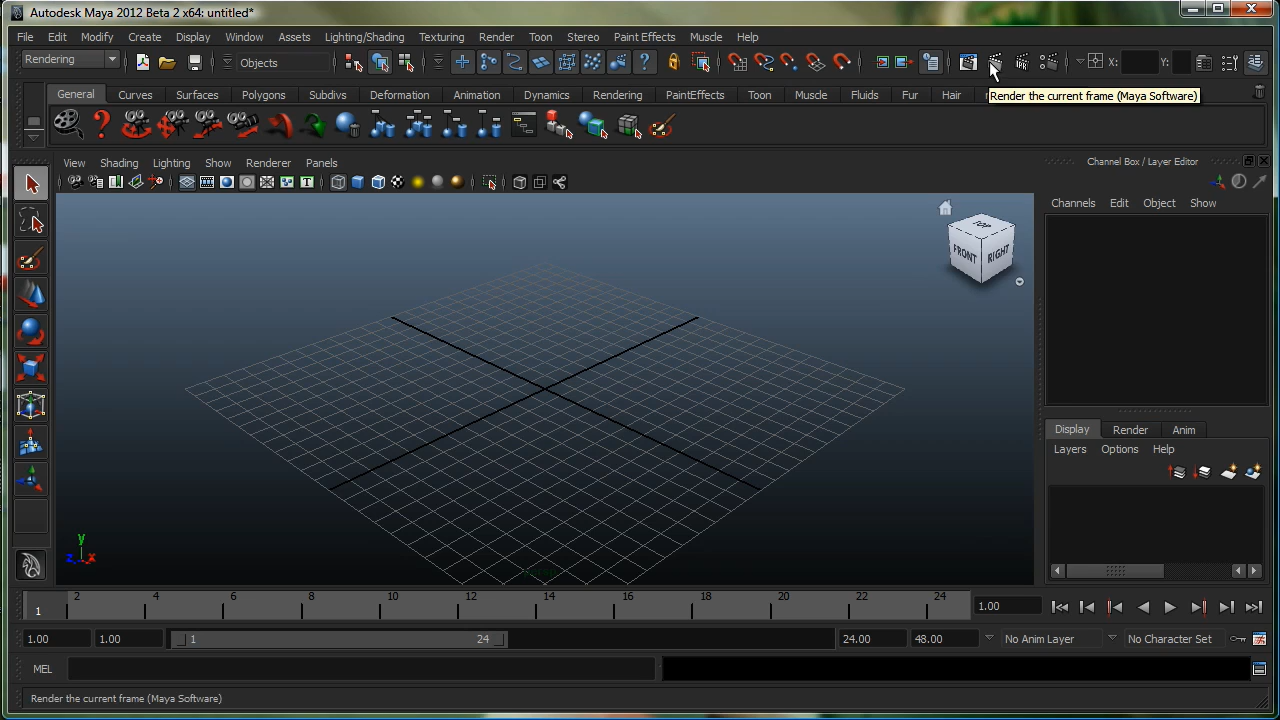 Autodesk Maya 2012 Beta 2 x64: untitled*
File Edit Modify Create Display Window Assets Lighting/Shading Texturing Render Toon Stereo Paint Effects Muscle Help
Rendering Objects X: Y:
General Curves Surfaces Polygons Subdivs Deformation Animation Dynamics Rendering PaintEffects Toon Muscle Fluids Fur Hair
Render the current frame (Maya Software)
View Shading Lighting Show Renderer Panels
Channel Box / Layer Editor
Channels Edit Object Show
TOP
FRONT RIGHT
Display Render Anim
Layers Options Help
y
z x
1 2 4 6 8 10 12 14 16 18 20 22 24 1.00
1.00 1.00 1 24 24.00 48.00 No Anim Layer No Character Set
MEL
Render the current frame (Maya Software)